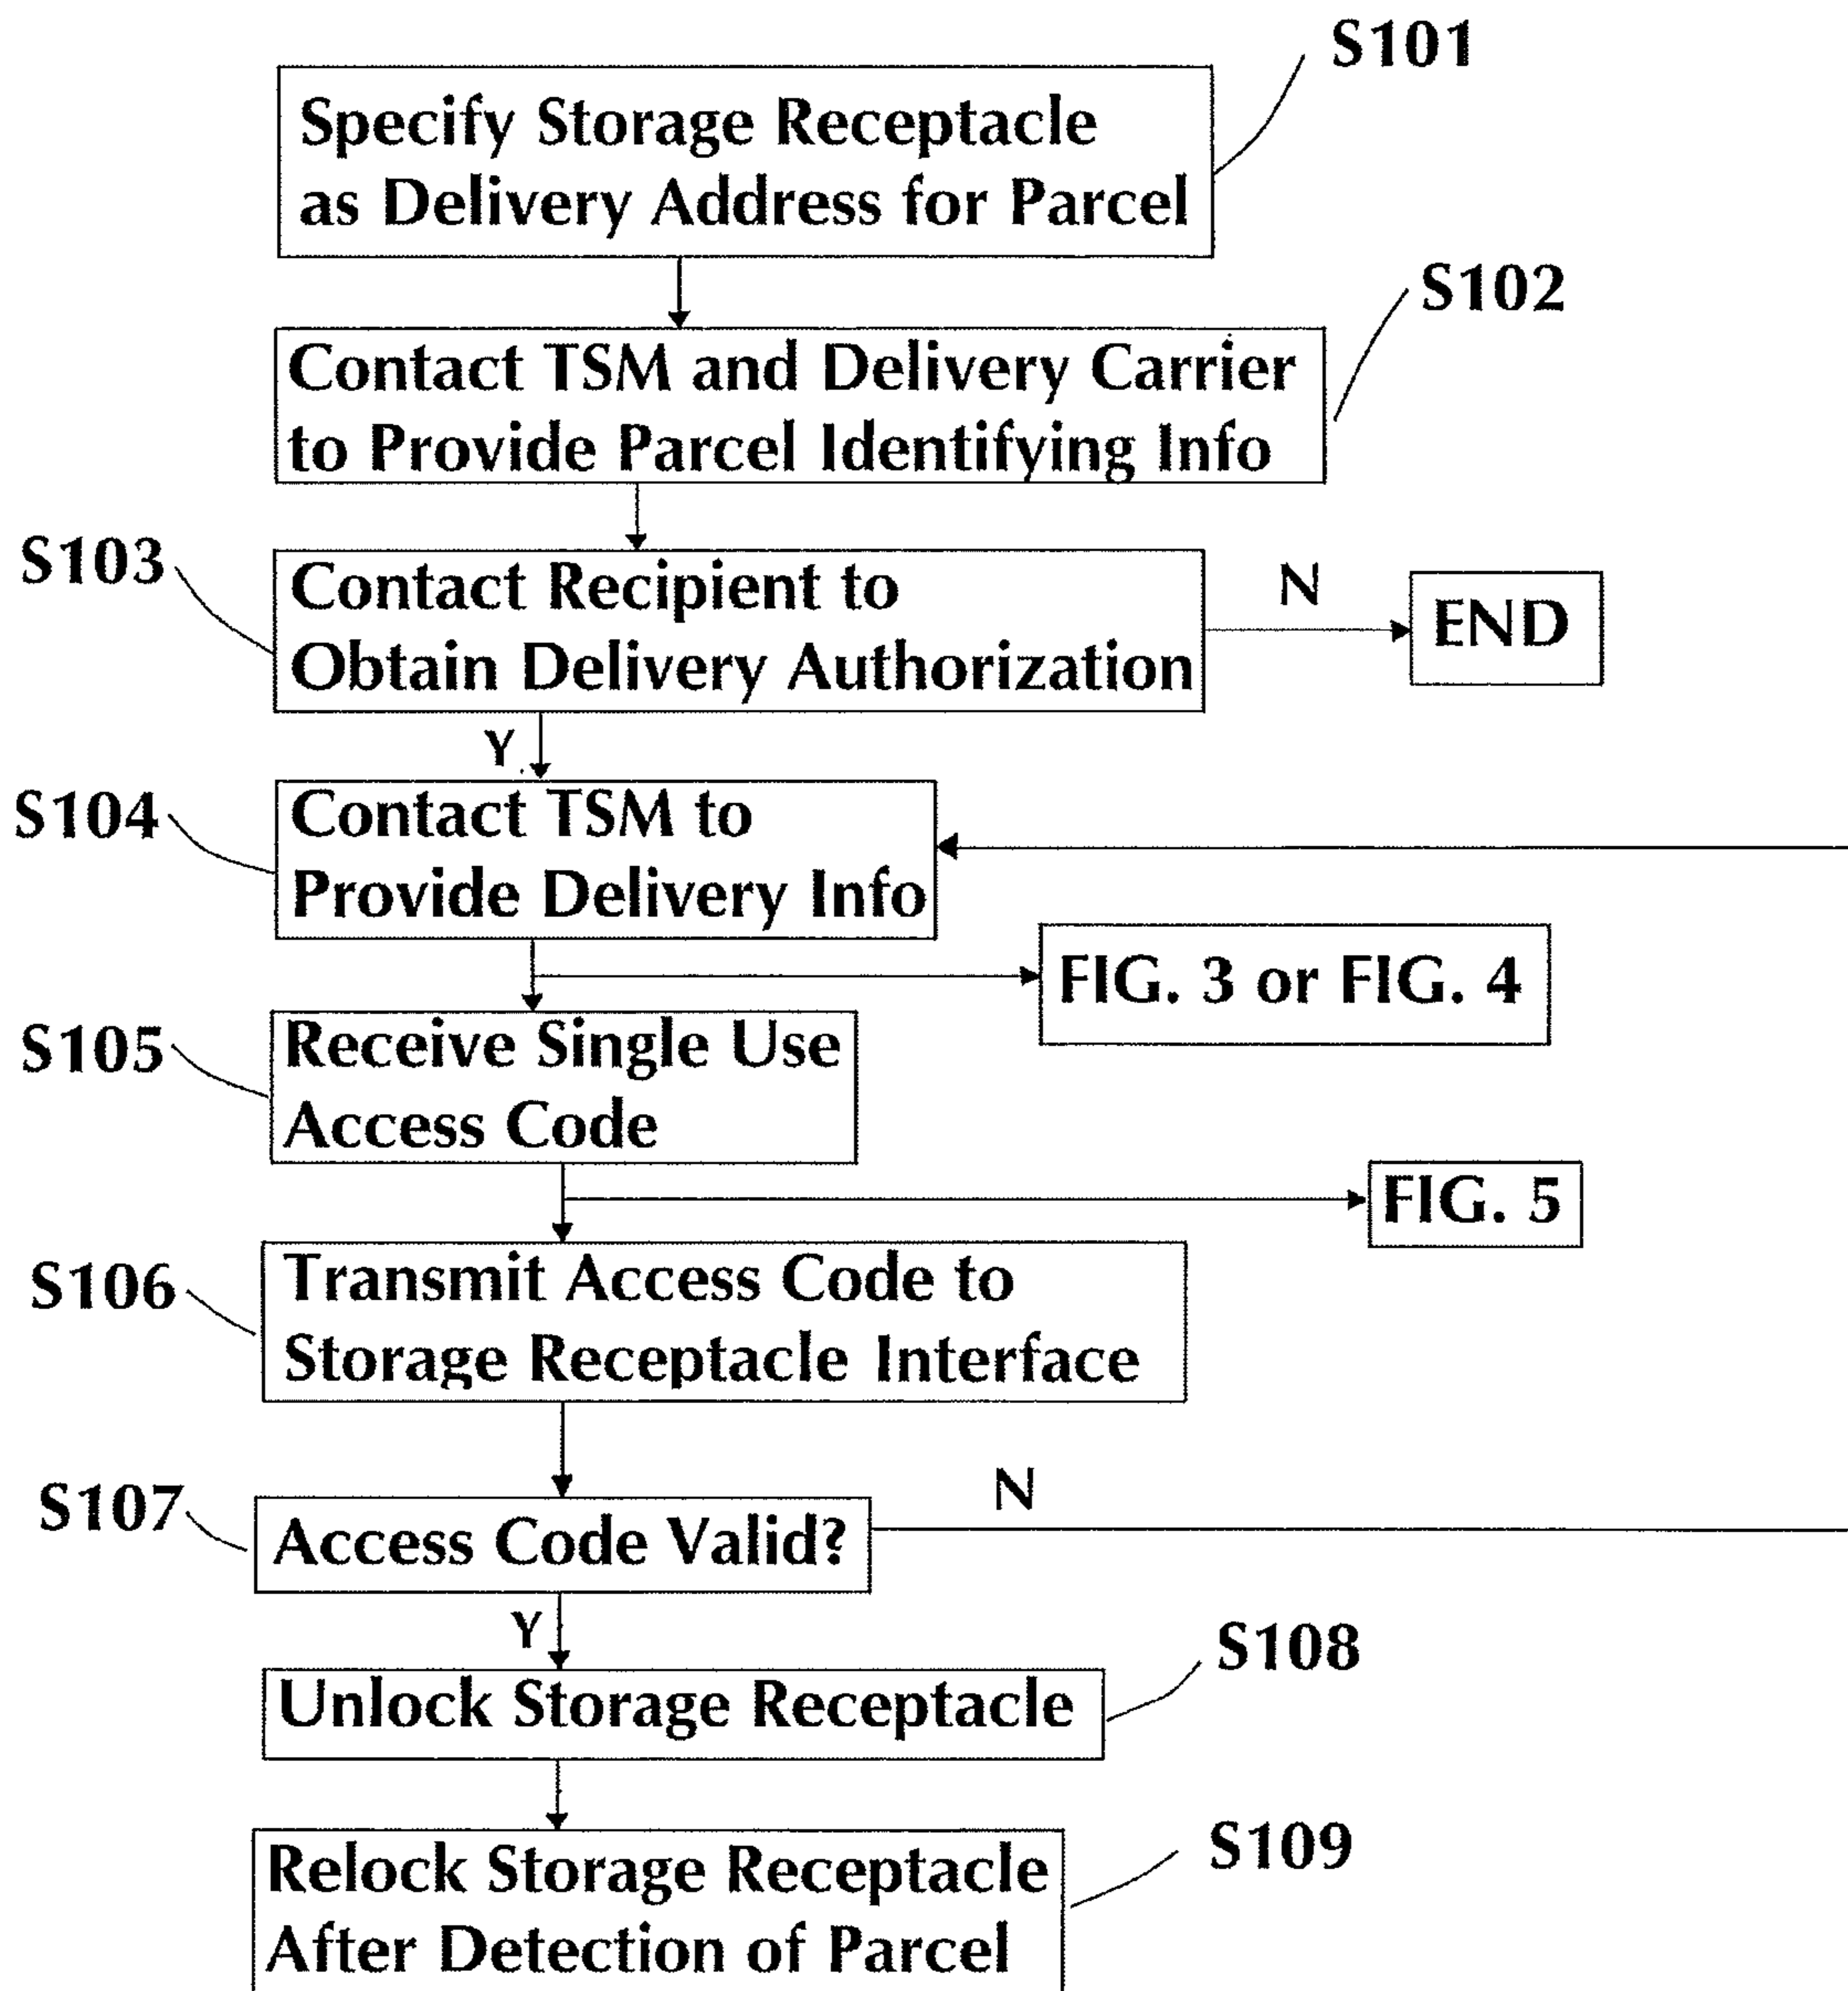 S101
Specify Storage Receptacle
as Delivery Address for Parcel
S102
Contact TSM and Delivery Carrier
to Provide Parcel Identifying Info
S103
Contact Recipient to
Obtain Delivery Authorization
N
END
Y
S104
Contact TSM to
Provide Delivery Info
FIG. 3 or FIG. 4
S105
Receive Single Use
Access Code
FIG. 5
S106
Transmit Access Code to
Storage Receptacle Interface
S107
Access Code Valid?
N
Y
S108
Unlock Storage Receptacle
S109
Relock Storage Receptacle
After Detection of Parcel